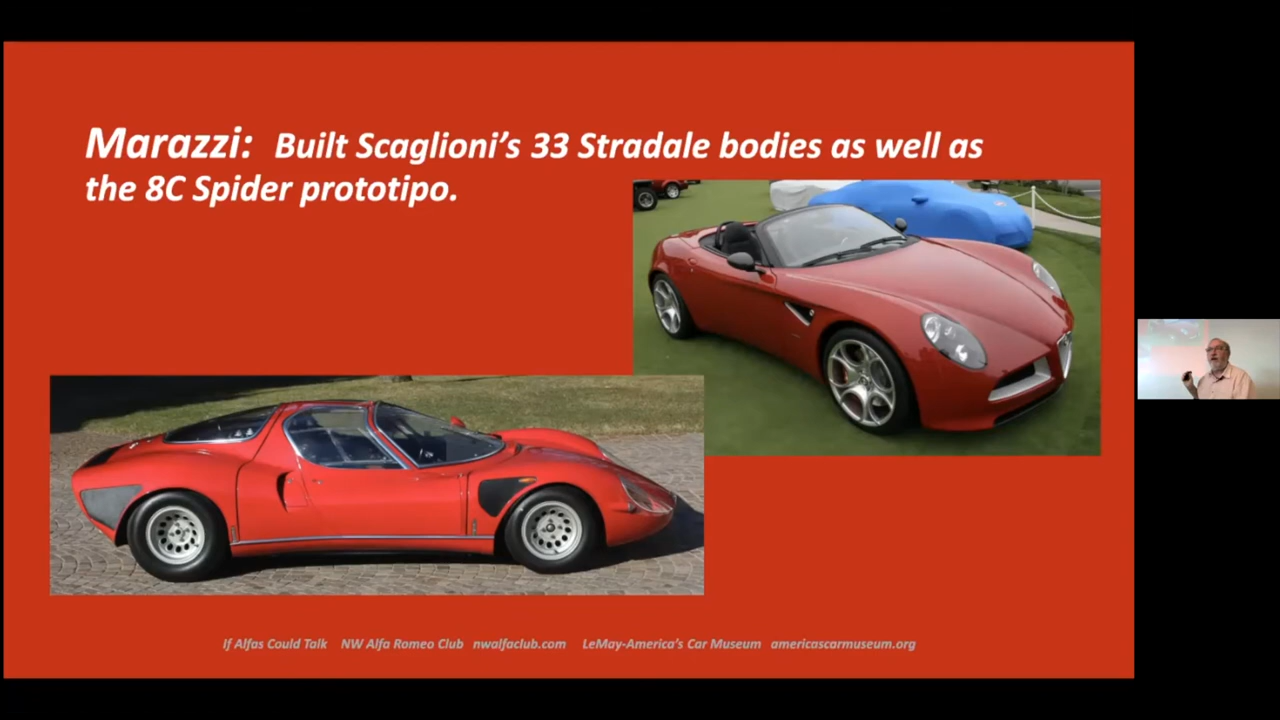 Marazzi: Built Scaglioni's 33 Stradale bodies as well as
the 8C Spider prototipo.
If Alfas Could Talk NW Alfa Romeo Club nwalfaclub.com LeMay-America's Car Museum americascarmuseum.org